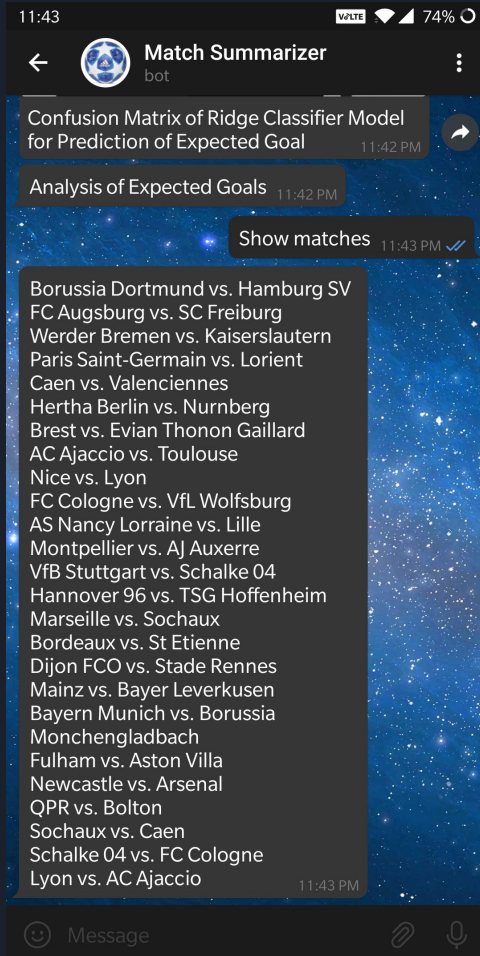 11:43 VoLTE 74%
Match Summarizer
bot
Confusion Matrix of Ridge Classifier Model
for Prediction of Expected Goal 11:42 PM
Analysis of Expected Goals 11:42 PM
Show matches 11:43 PM
Borussia Dortmund vs. Hamburg SV
FC Augsburg vs. SC Freiburg
Werder Bremen vs. Kaiserslautern
Paris Saint-Germain vs. Lorient
Caen vs. Valenciennes
Hertha Berlin vs. Nurnberg
Brest vs. Evian Thonon Gaillard
AC Ajaccio vs. Toulouse
Nice vs. Lyon
FC Cologne vs. VfL Wolfsburg
AS Nancy Lorraine vs. Lille
Montpellier vs. AJ Auxerre
VfB Stuttgart vs. Schalke 04
Hannover 96 vs. TSG Hoffenheim
Marseille vs. Sochaux
Bordeaux vs. St Etienne
Dijon FCO vs. Stade Rennes
Mainz vs. Bayer Leverkusen
Bayern Munich vs. Borussia
Monchengladbach
Fulham vs. Aston Villa
Newcastle vs. Arsenal
QPR vs. Bolton
Sochaux vs. Caen
Schalke 04 vs. FC Cologne
Lyon vs. AC Ajaccio 11:43 PM
Message